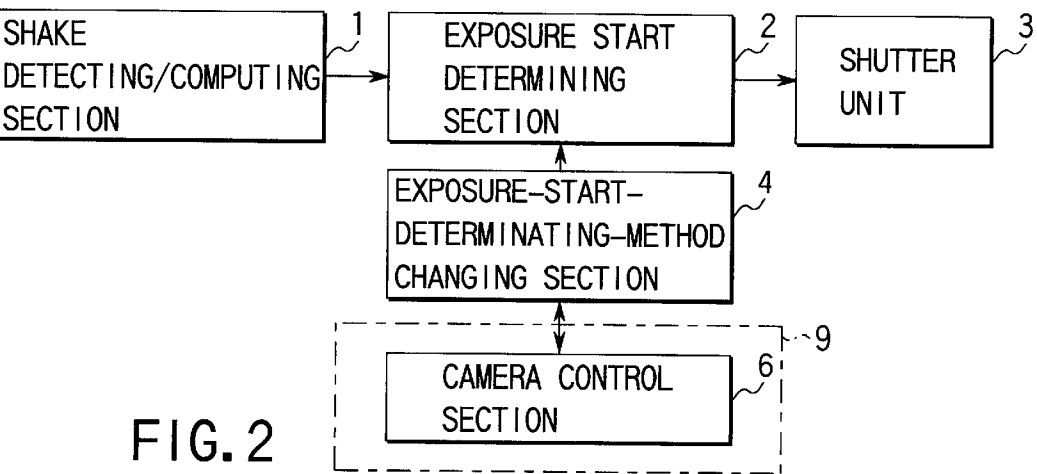 SHAKE
DETECTING/COMPUTING
SECTION
1
EXPOSURE START
DETERMINING
SECTION
2
SHUTTER
UNIT
3
EXPOSURE-START-
DETERMINATING-METHOD
CHANGING SECTION
4
9
CAMERA CONTROL
SECTION
6
FIG.2